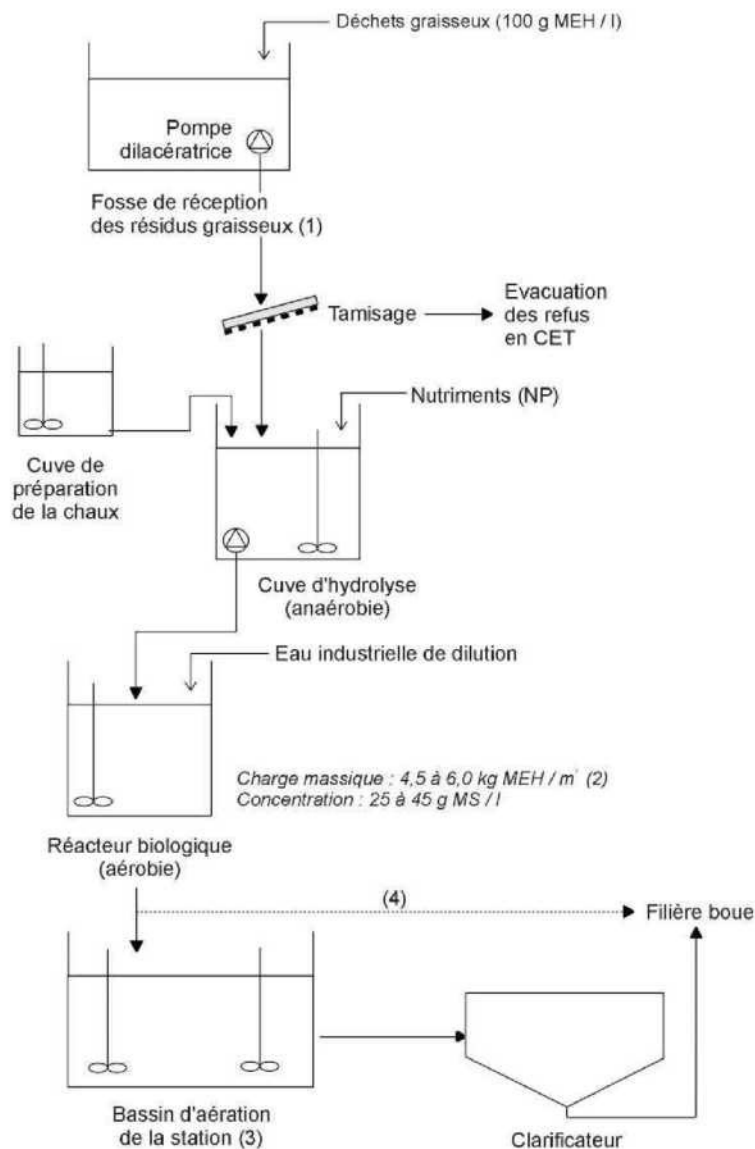 Déchets graisseux (100 g MEH / l)
Pompe
dilacératrice
Fosse de réception
des résidus graisseux (1)
Tamisage
Evacuation
des refus
en CET
Nutriments (NP)
Cuve de
préparation
de la chaux
Cuve d'hydrolyse
(anaérobie)
Eau industrielle de dilution
Charge massique : 4,5 à 6,0 kg MEH / m³ (2)
Concentration : 25 à 45 g MS / l
Réacteur biologique
(aérobie)
(4)
Filière boue
Bassin d'aération
de la station (3)
Clarificateur